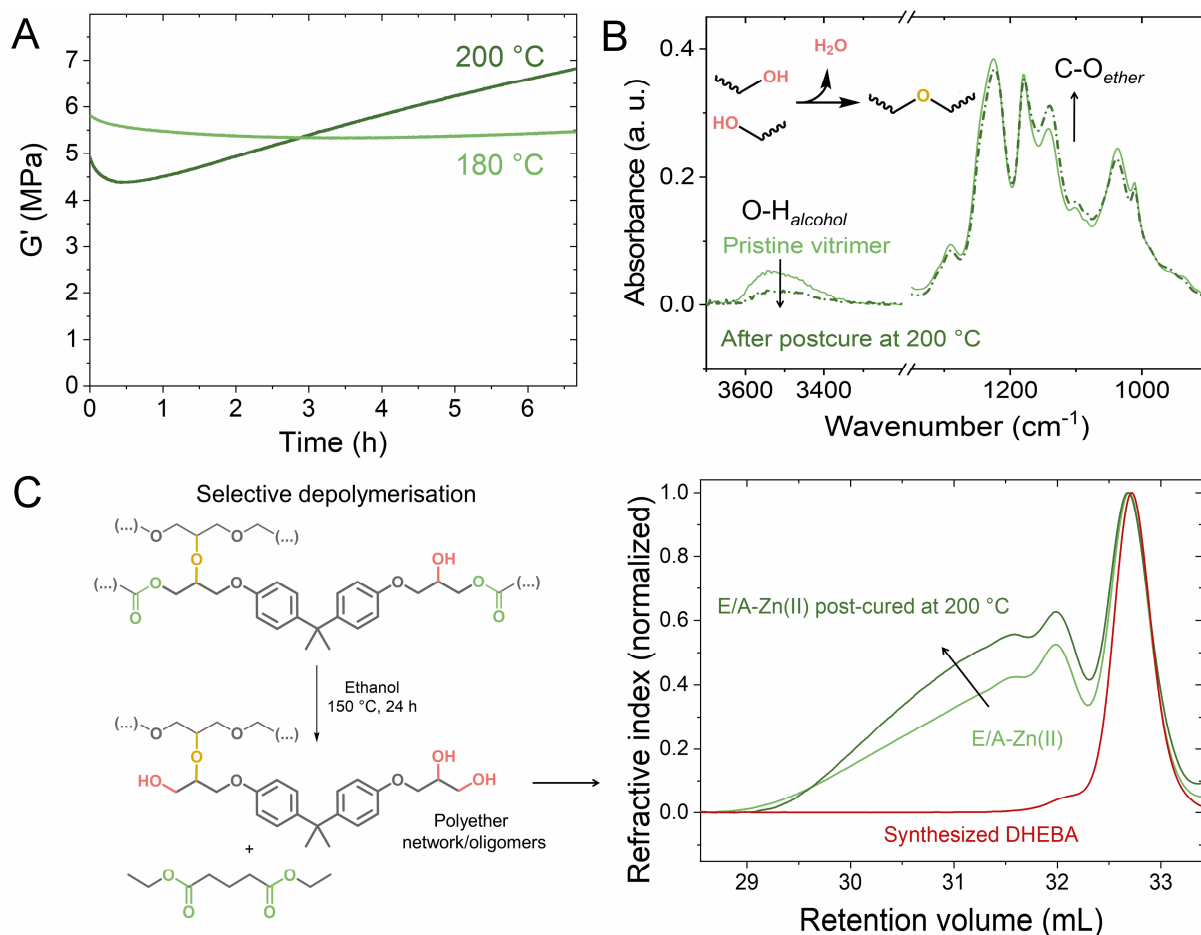 A
G' (MPa)
7
6
5
4
3
2
1
0
200 °C
180 °C
0 1 2 3 4 5 6
Time (h)
B
Absorbance (a. u.)
0.4
0.2
0.0
OH
HO
H₂O
O
C-Oether
O-Halcohol
Pristine vitrimer
After postcure at 200 °C
3600 3400 1200 1000
Wavenumber (cm⁻¹)
C
Selective depolymerisation
(...) O O (...)
O
OH
(...) O O O O (...)
O O
Ethanol
150 °C, 24 h
(...) O O (...)
O
OH
HO O O OH
Polyether
network/oligomers
+
O O
O O
Refractive index (normalized)
1.0
0.8
0.6
0.4
0.2
0.0
E/A-Zn(II) post-cured at 200 °C
E/A-Zn(II)
Synthesized DHEBA
29 30 31 32 33
Retention volume (mL)